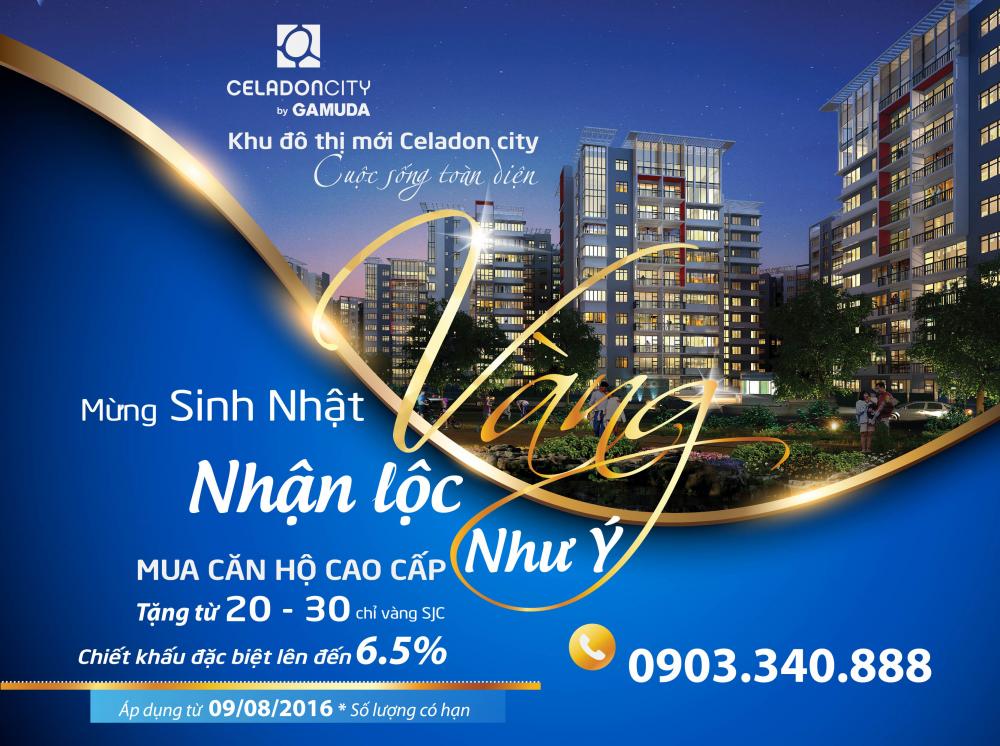 CELADONCITY
by GAMUDA
Khu đô thị mới Celadon city
Cuộc sống toàn diện
Mừng Sinh Nhật Vàng
Nhận lộc
Như Ý
MUA CĂN HỘ CAO CẤP
Tặng từ 20 - 30 chỉ vàng SJC
Chiết khấu đặc biệt lên đến 6.5%
0903.340.888
Áp dụng từ 09/08/2016 * Số lượng có hạn